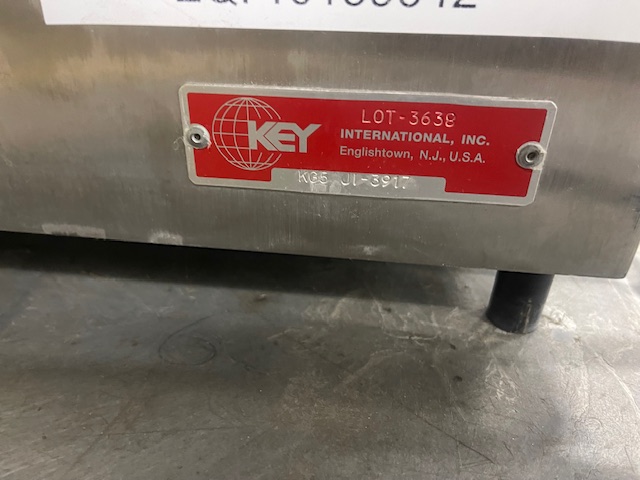 LOT-3638
KEY
INTERNATIONAL, INC.
Englishtown, N.J., U.S.A.
KG5 JI-3917